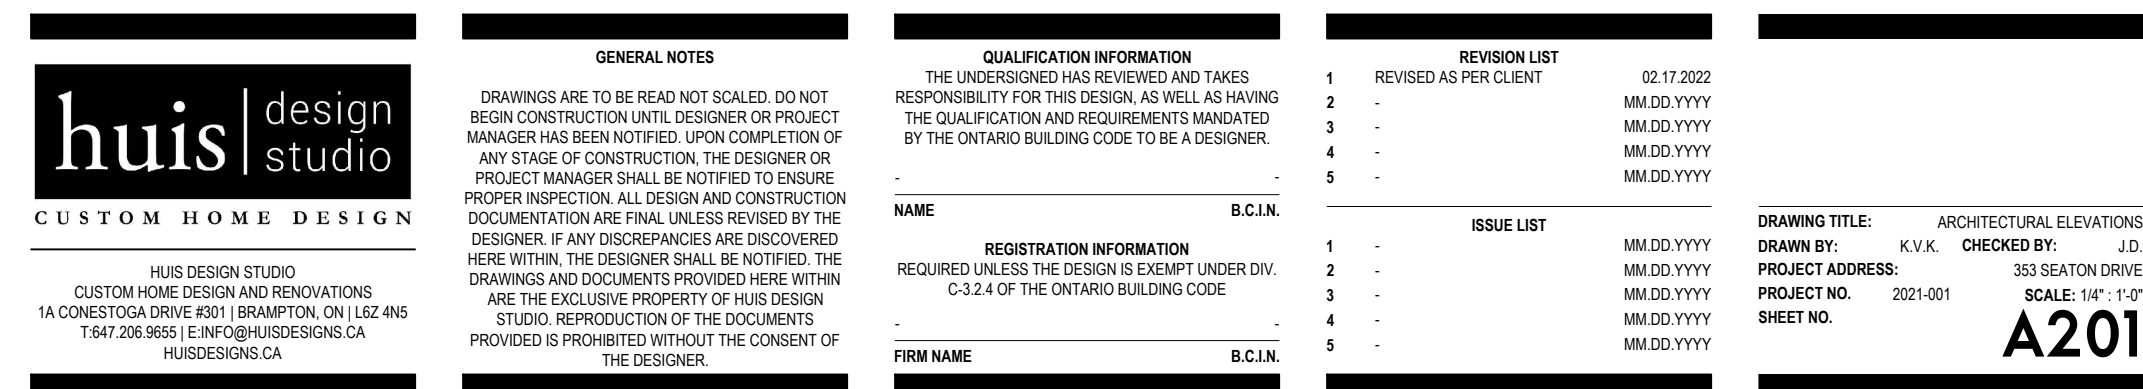 huis
design
studio
CUSTOM HOME DESIGN
HUIS DESIGN STUDIO
CUSTOM HOME DESIGN AND RENOVATIONS
1A CONESTOGA DRIVE #301 | BRAMPTON, ON | L6Z 4N5
T:647.206.9655 | E:INFO@HUISDESIGNS.CA
HUISDESIGNS.CA
GENERAL NOTES
DRAWINGS ARE TO BE READ NOT SCALED. DO NOT
BEGIN CONSTRUCTION UNTIL DESIGNER OR PROJECT
MANAGER HAS BEEN NOTIFIED. UPON COMPLETION OF
ANY STAGE OF CONSTRUCTION, THE DESIGNER OR
PROJECT MANAGER SHALL BE NOTIFIED TO ENSURE
PROPER INSPECTION. ALL DESIGN AND CONSTRUCTION
DOCUMENTATION ARE FINAL UNLESS REVISED BY THE
DESIGNER. IF ANY DISCREPANCIES ARE DISCOVERED
HERE WITHIN, THE DESIGNER SHALL BE NOTIFIED. THE
DRAWINGS AND DOCUMENTS PROVIDED HERE WITHIN
ARE THE EXCLUSIVE PROPERTY OF HUIS DESIGN
STUDIO. REPRODUCTION OF THE DOCUMENTS
PROVIDED IS PROHIBITED WITHOUT THE CONSENT OF
THE DESIGNER.
QUALIFICATION INFORMATION
THE UNDERSIGNED HAS REVIEWED AND TAKES
RESPONSIBILITY FOR THIS DESIGN, AS WELL AS HAVING
THE QUALIFICATION AND REQUIREMENTS MANDATED
BY THE ONTARIO BUILDING CODE TO BE A DESIGNER.
- -
NAME B.C.I.N.
REGISTRATION INFORMATION
REQUIRED UNLESS THE DESIGN IS EXEMPT UNDER DIV.
C-3.2.4 OF THE ONTARIO BUILDING CODE
- -
FIRM NAME B.C.I.N.
REVISION LIST
1 REVISED AS PER CLIENT 02.17.2022
2 - MM.DD.YYYY
3 - MM.DD.YYYY
4 - MM.DD.YYYY
5 - MM.DD.YYYY
ISSUE LIST
1 - MM.DD.YYYY
2 - MM.DD.YYYY
3 - MM.DD.YYYY
4 - MM.DD.YYYY
5 - MM.DD.YYYY
DRAWING TITLE: ARCHITECTURAL ELEVATIONS
DRAWN BY: K.V.K. CHECKED BY: J.D.
PROJECT ADDRESS: 353 SEATON DRIVE
PROJECT NO. 2021-001 SCALE: 1/4" : 1'-0"
SHEET NO. A201